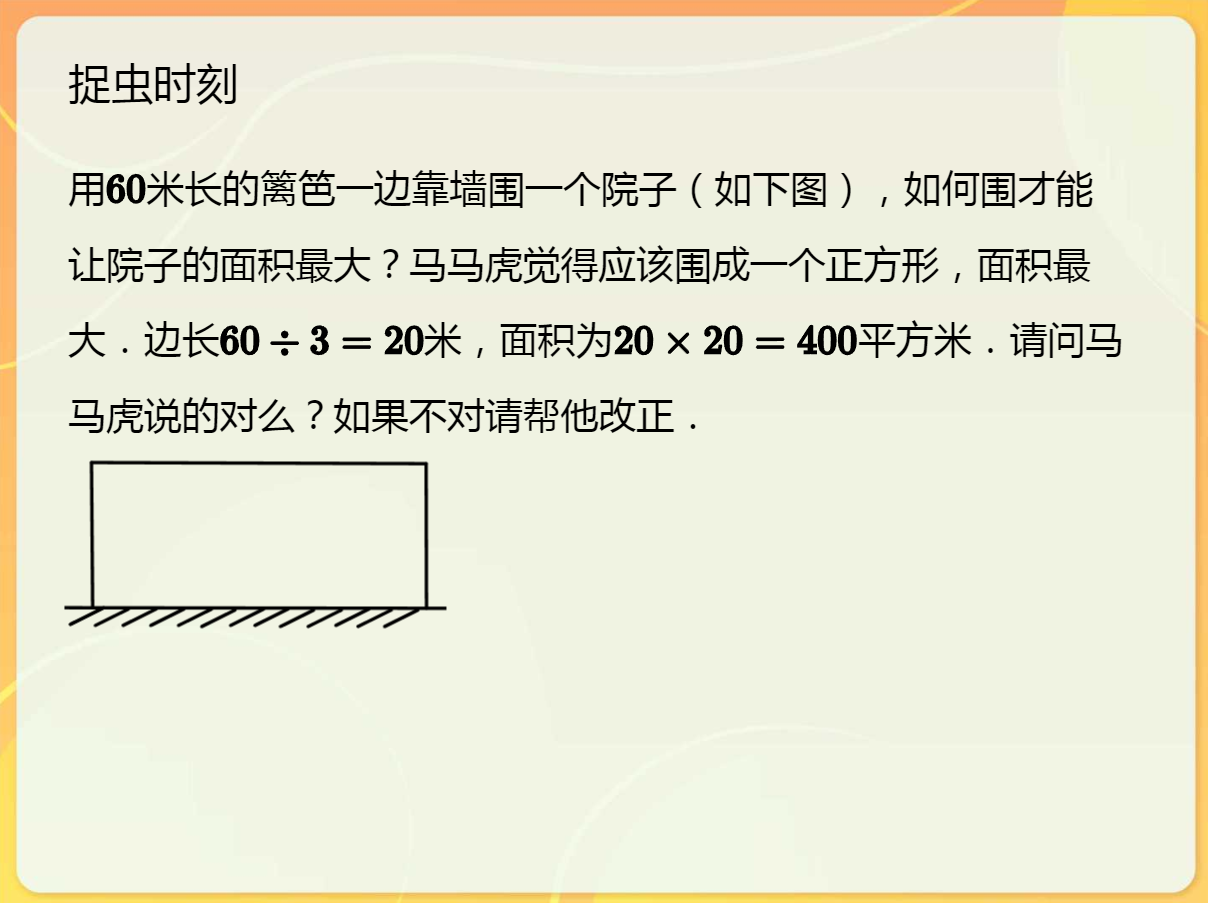 捉虫时刻
用60米长的篱笆一边靠墙围一个院子（如下图），如何围才能
让院子的面积最大？马马虎觉得应该围成一个正方形，面积最
大．边长60 ÷ 3 = 20米，面积为20 × 20 = 400平方米．请问马
马虎说的对么？如果不对请帮他改正．